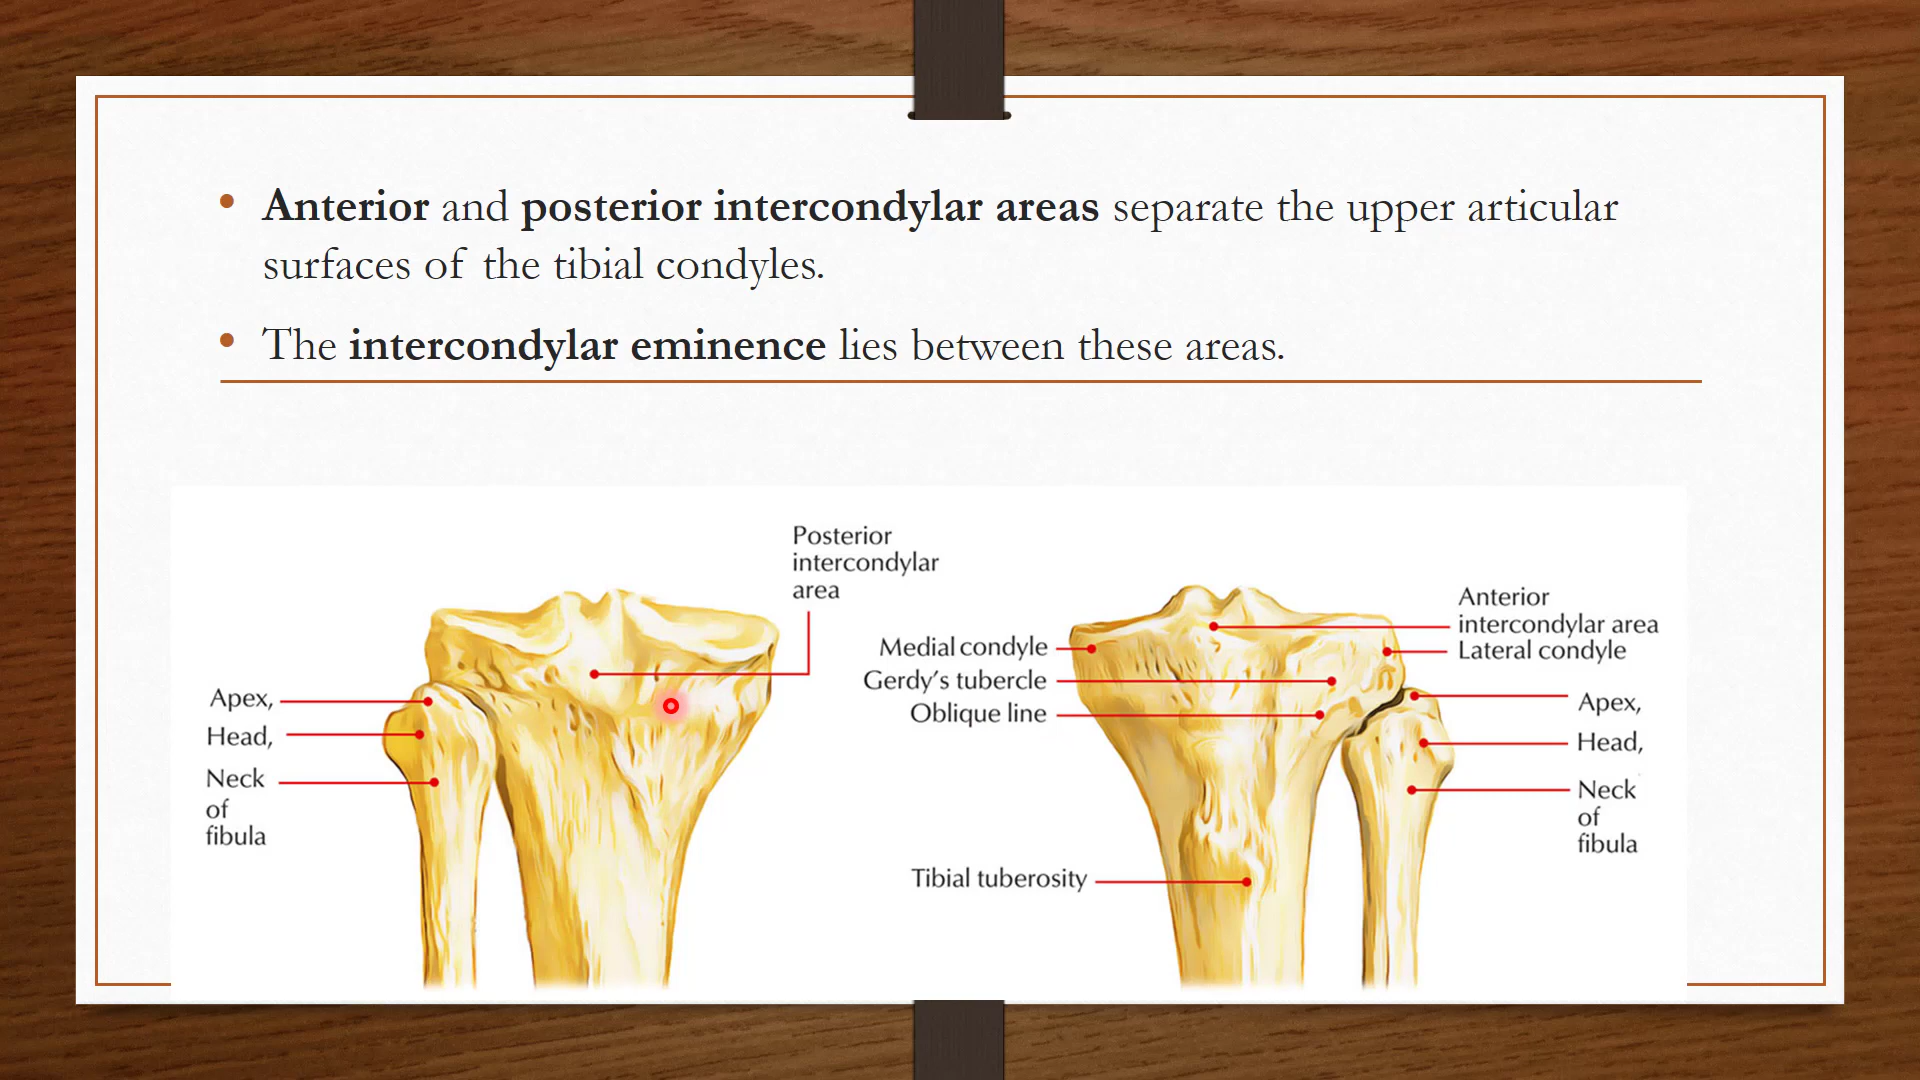 Anterior and posterior intercondylar areas separate the upper articular
surfaces of the tibial condyles.
The intercondylar eminence lies between these areas.
Posterior
intercondylar
area
Apex,
Head,
Neck
of
fibula
Medial condyle
Gerdy's tubercle
Oblique line
Tibial tuberosity
Anterior
intercondylar area
Lateral condyle
Apex,
Head,
Neck
of
fibula